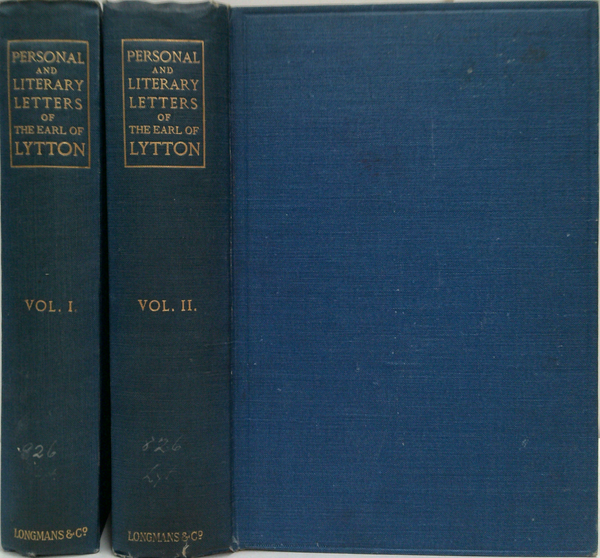 PERSONAL
AND
LITERARY
LETTERS
OF
THE EARL OF
LYTTON
VOL. I.
826
LONGMANS & Cº
PERSONAL
AND
LITERARY
LETTERS
OF
THE EARL OF
LYTTON
VOL. II.
826
LONGMANS & Cº